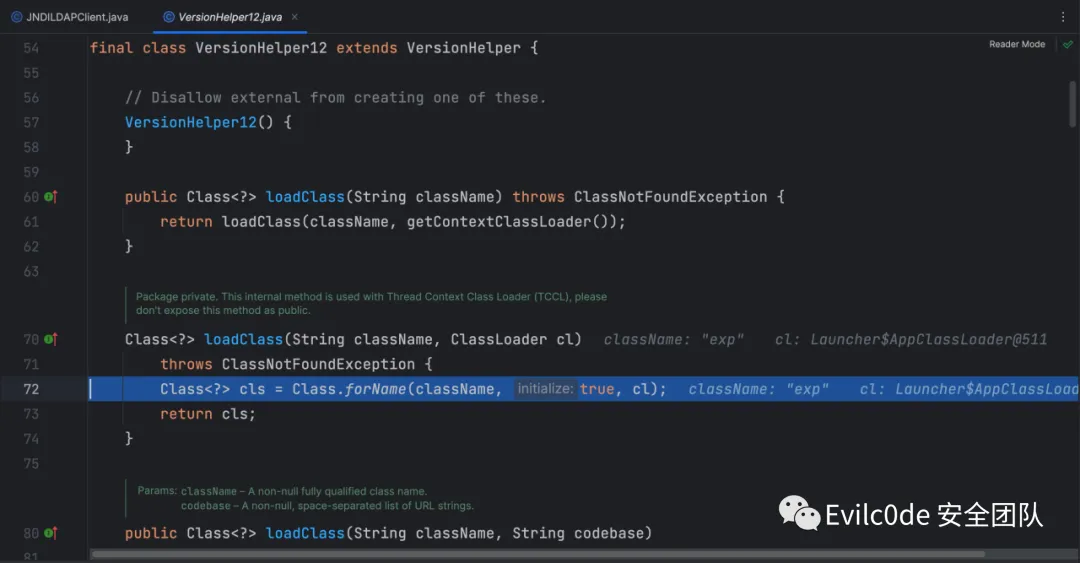 JNDILDAPClient.java VersionHelper12.java ×
Reader Mode
54 final class VersionHelper12 extends VersionHelper {
55
56 // Disallow external from creating one of these.
57 VersionHelper12() {
58 }
59
60 public Class<?> loadClass(String className) throws ClassNotFoundException {
61 return loadClass(className, getContextClassLoader());
62 }
63
Package private. This internal method is used with Thread Context Class Loader (TCCL), please
don't expose this method as public.
70 Class<?> loadClass(String className, ClassLoader cl) className: "exp" cl: Launcher$AppClassLoader@511
71 throws ClassNotFoundException {
72 Class<?> cls = Class.forName(className, initialize: true, cl); className: "exp" cl: Launcher$AppClassLoad
73 return cls;
74 }
75
Params: className – A non-null fully qualified class name.
codebase – A non-null, space-separated list of URL strings.
80 public Class<?> loadClass(String className, String codebase)
81
Evilc0de 安全团队